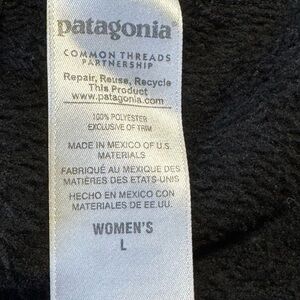 patagonia®
COMMON THREADS
PARTNERSHIP
Repair, Reuse, Recycle
This Product
www.patagonia.com
100% POLYESTER
EXCLUSIVE OF TRIM
MADE IN MEXICO OF U.S.
MATERIALS
FABRIQUÉ AU MEXIQUE DES
MATIÈRES DES ETATS-UNIS
HECHO EN MEXICO CON
MATERIALES DE EE.UU.
WOMEN'S
L